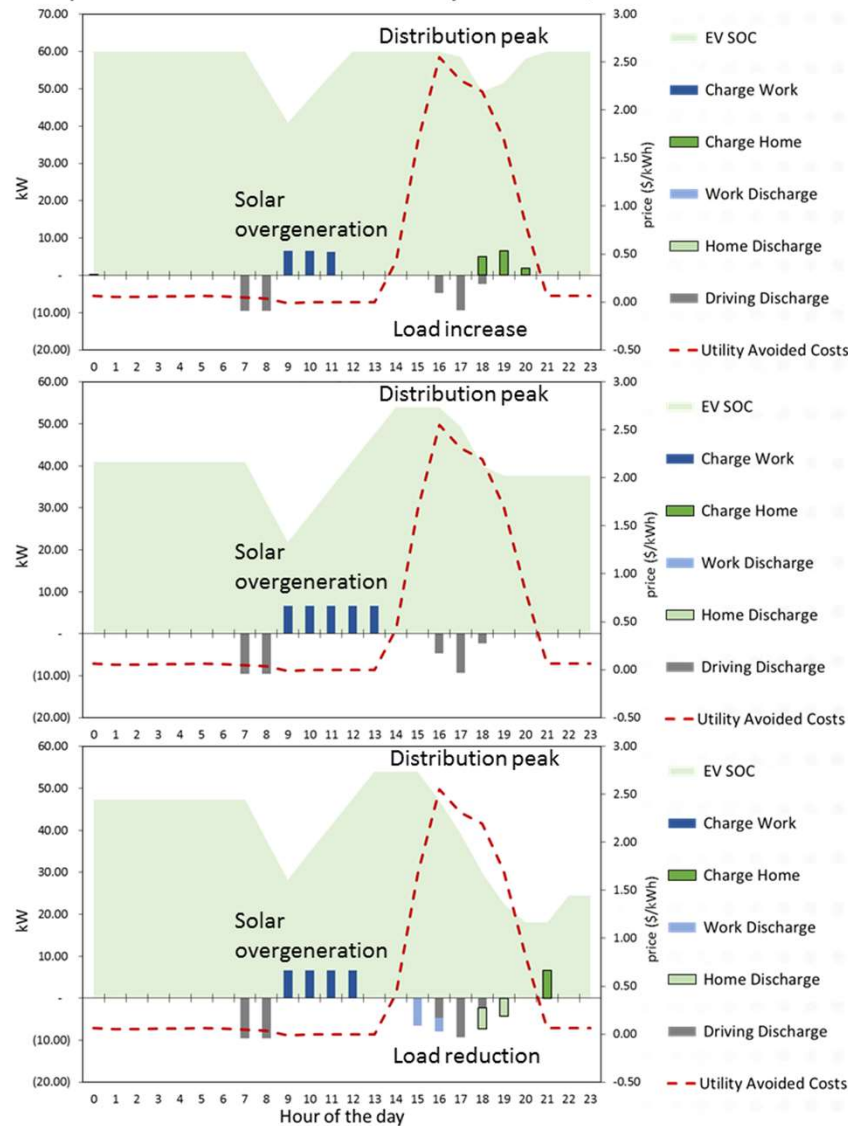 70.00
60.00
50.00
40.00
30.00
20.00
10.00
-
(10.00)
(20.00)
kW
Distribution peak
Solar
overgeneration
Load increase
3.00
2.50
2.00
1.50
1.00
0.50
0.00
-0.50
price ($/kWh)
0 1 2 3 4 5 6 7 8 9 10 11 12 13 14 15 16 17 18 19 20 21 22 23
EV SOC
Charge Work
Charge Home
Work Discharge
Home Discharge
Driving Discharge
Utility Avoided Costs
60.00
50.00
40.00
30.00
20.00
10.00
-
(10.00)
(20.00)
kW
Distribution peak
Solar
overgeneration
3.00
2.50
2.00
1.50
1.00
0.50
0.00
-0.50
price ($/kWh)
0 1 2 3 4 5 6 7 8 9 10 11 12 13 14 15 16 17 18 19 20 21 22 23
EV SOC
Charge Work
Charge Home
Work Discharge
Home Discharge
Driving Discharge
Utility Avoided Costs
60.00
50.00
40.00
30.00
20.00
10.00
-
(10.00)
(20.00)
kW
Distribution peak
Solar
overgeneration
Load reduction
3.00
2.50
2.00
1.50
1.00
0.50
0.00
-0.50
price ($/kWh)
0 1 2 3 4 5 6 7 8 9 10 11 12 13 14 15 16 17 18 19 20 21 22 23
Hour of the day
EV SOC
Charge Work
Charge Home
Work Discharge
Home Discharge
Driving Discharge
Utility Avoided Costs